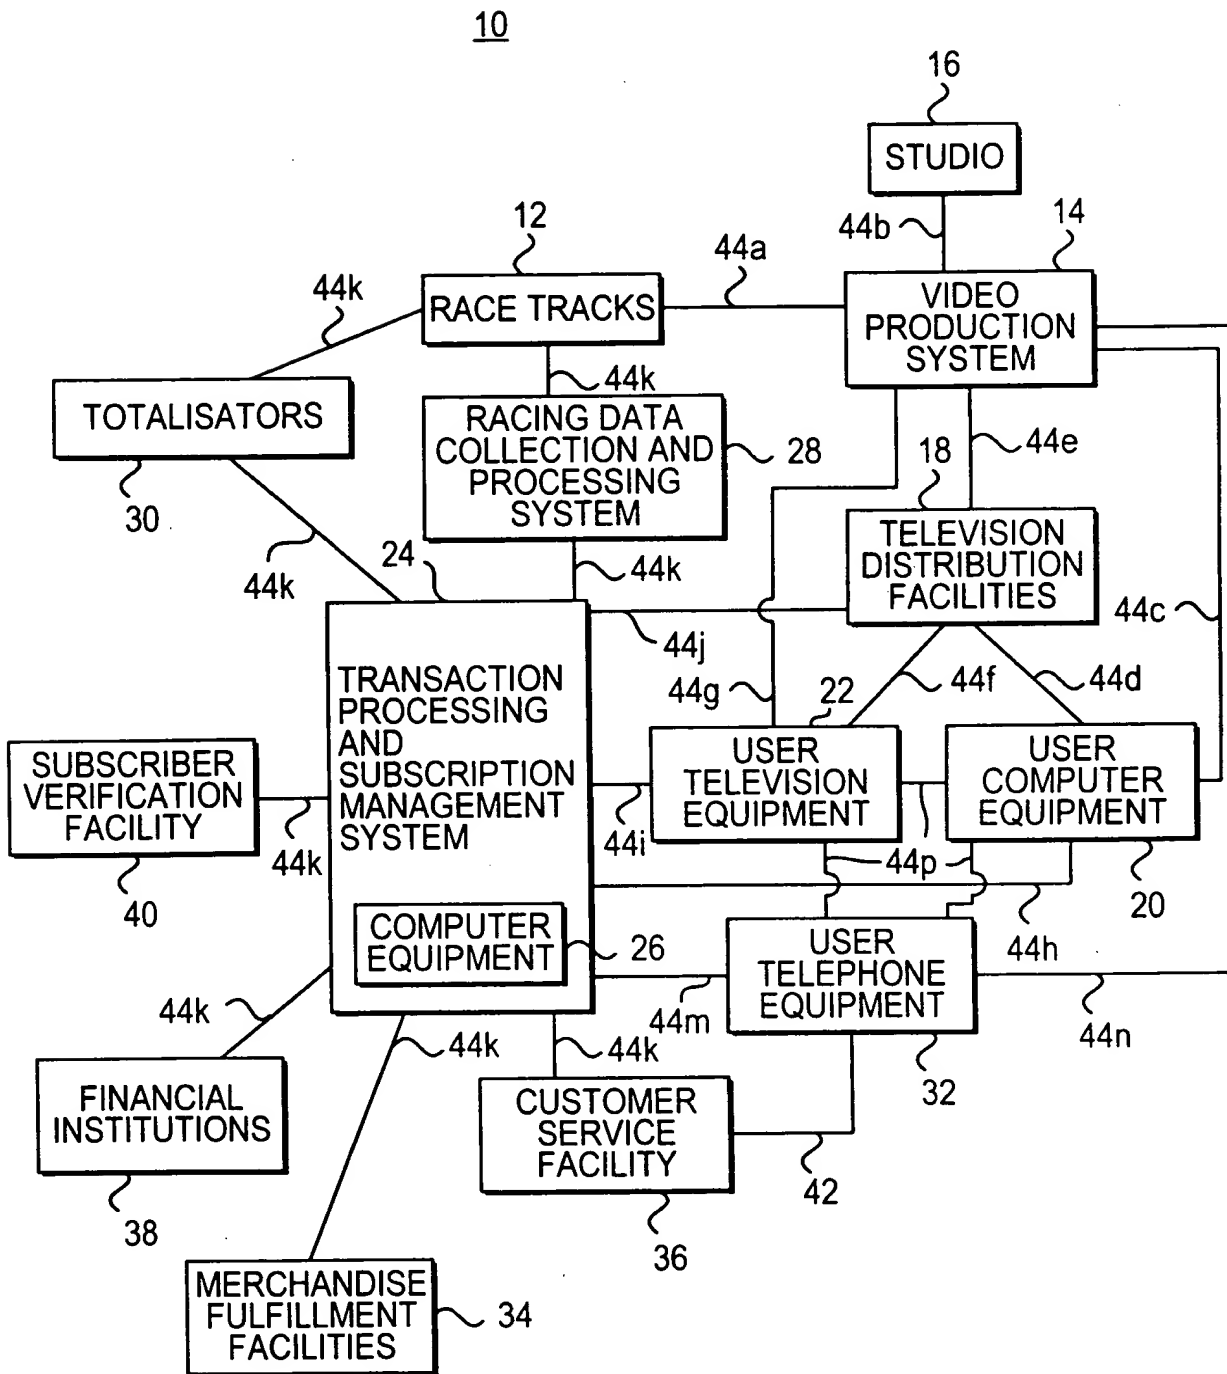 10
16
STUDIO
12
44b
14
44a
44k
RACE TRACKS
VIDEO
PRODUCTION
SYSTEM
44k
TOTALISATORS
RACING DATA
COLLECTION AND
PROCESSING
SYSTEM
28
44e
18
30
TELEVISION
DISTRIBUTION
FACILITIES
44k
24
44k
44c
44j
TRANSACTION
PROCESSING
AND
SUBSCRIPTION
MANAGEMENT
SYSTEM
44g
22
44f
44d
SUBSCRIBER
VERIFICATION
FACILITY
USER
TELEVISION
EQUIPMENT
USER
COMPUTER
EQUIPMENT
44k
44i
44p
40
20
COMPUTER
EQUIPMENT
26
USER
TELEPHONE
EQUIPMENT
44h
44k
44m
44n
44k
44k
32
FINANCIAL
INSTITUTIONS
CUSTOMER
SERVICE
FACILITY
42
38
36
MERCHANDISE
FULFILLMENT
FACILITIES
34